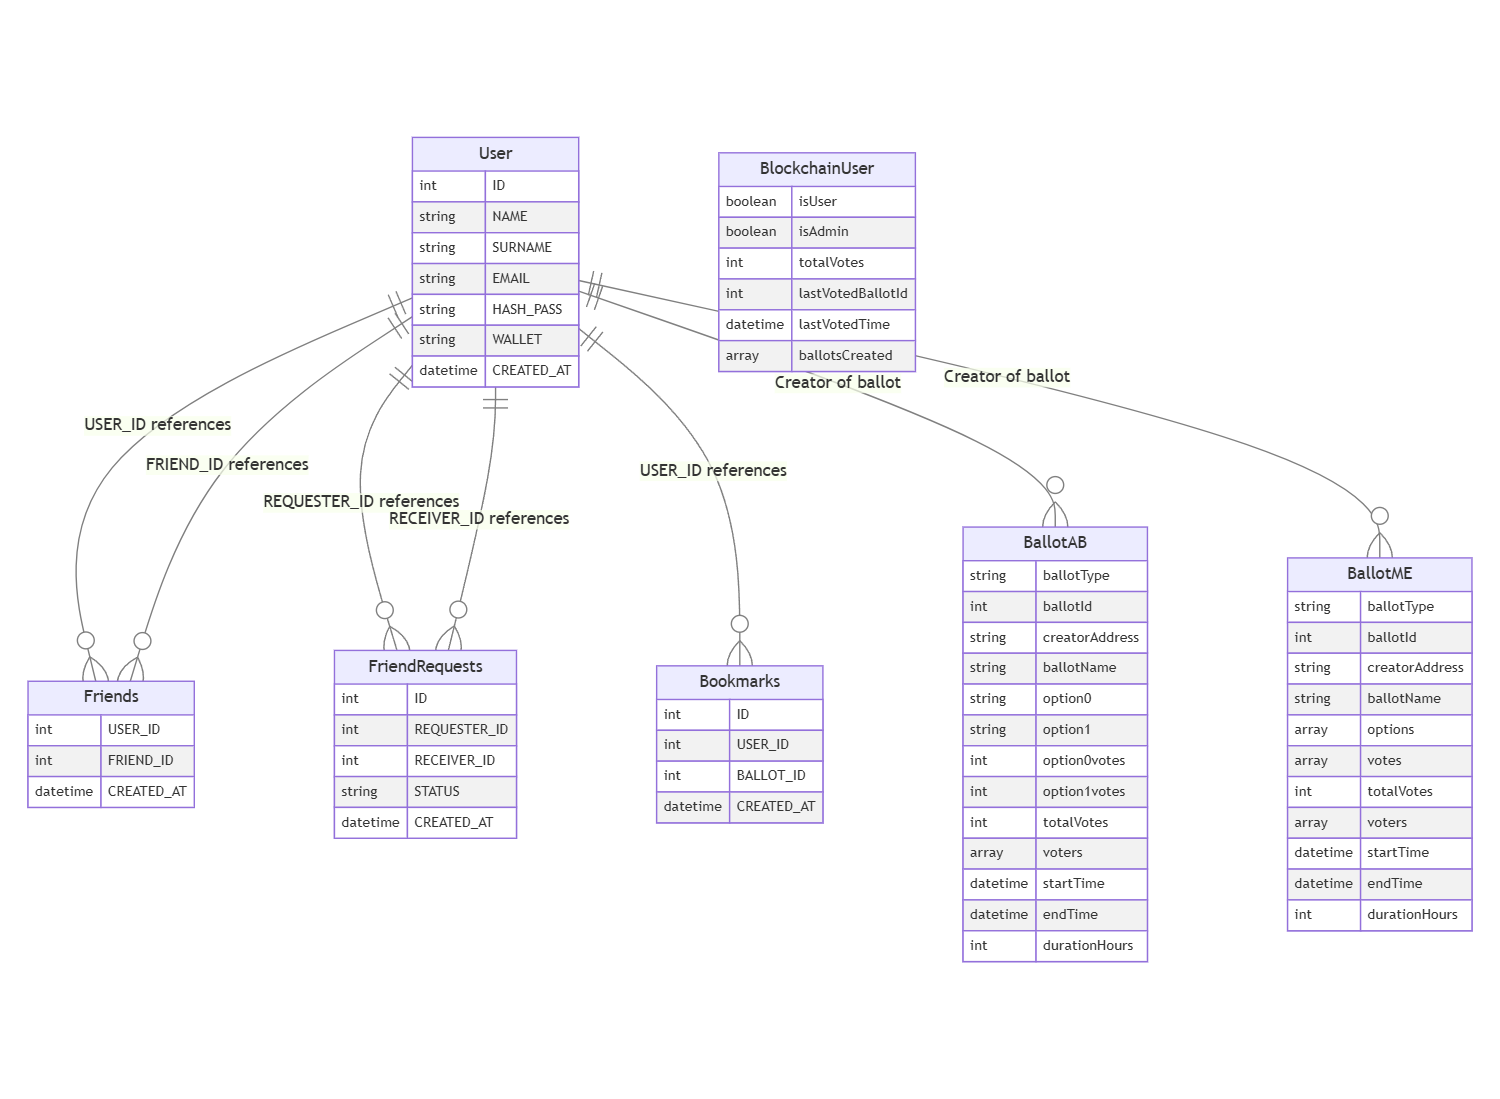 User
int ID
string NAME
string SURNAME
string EMAIL
string HASH_PASS
string WALLET
datetime CREATED_AT
BlockchainUser
boolean isUser
boolean isAdmin
int totalVotes
int lastVotedBallotId
datetime lastVotedTime
array ballotsCreated
Creator of ballot
Creator of ballot
USER_ID references
FRIEND_ID references
REQUESTER_ID references
RECEIVER_ID references
USER_ID references
Friends
int USER_ID
int FRIEND_ID
datetime CREATED_AT
FriendRequests
int ID
int REQUESTER_ID
int RECEIVER_ID
string STATUS
datetime CREATED_AT
Bookmarks
int ID
int USER_ID
int BALLOT_ID
datetime CREATED_AT
BallotAB
string ballotType
int ballotId
string creatorAddress
string ballotName
string option0
string option1
int option0votes
int option1votes
int totalVotes
array voters
datetime startTime
datetime endTime
int durationHours
BallotME
string ballotType
int ballotId
string creatorAddress
string ballotName
array options
array votes
int totalVotes
array voters
datetime startTime
datetime endTime
int durationHours